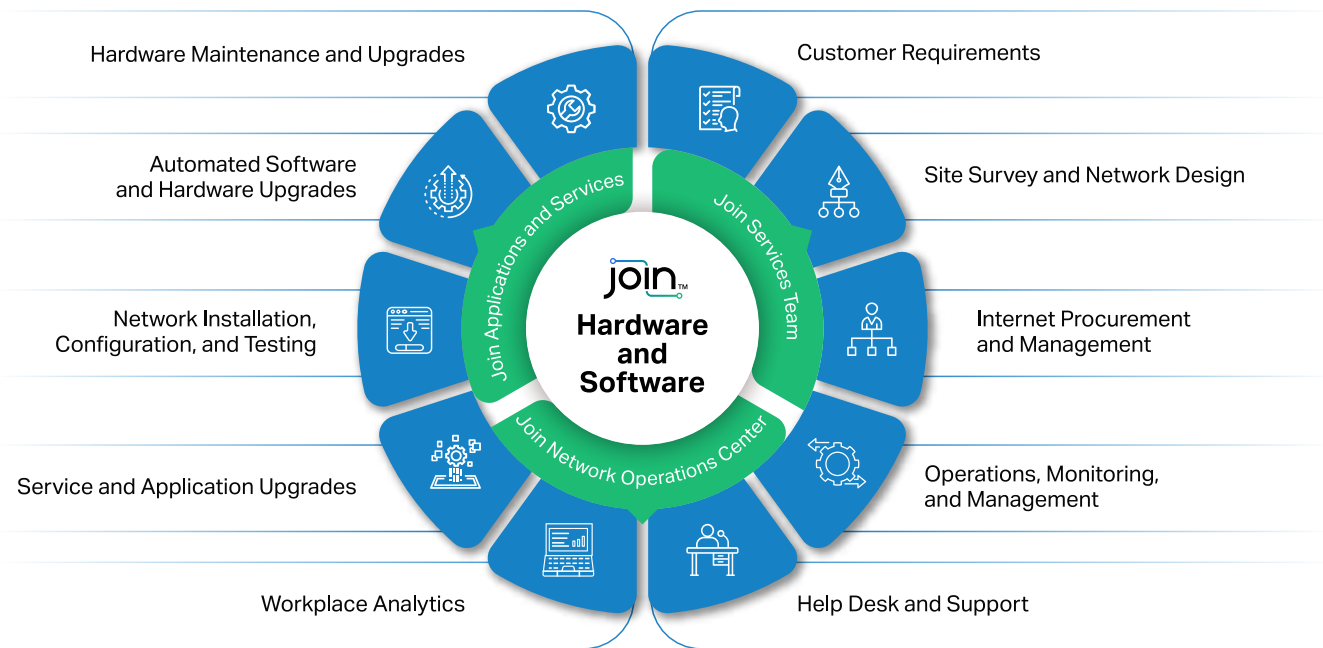 Hardware Maintenance and Upgrades
Customer Requirements
Automated Software
and Hardware Upgrades
Site Survey and Network Design
Network Installation,
Configuration, and Testing
Internet Procurement
and Management
Service and Application Upgrades
Operations, Monitoring,
and Management
Workplace Analytics
Help Desk and Support
Join Applications and Services
Join Services Team
Join Network Operations Center
join™
Hardware
and
Software